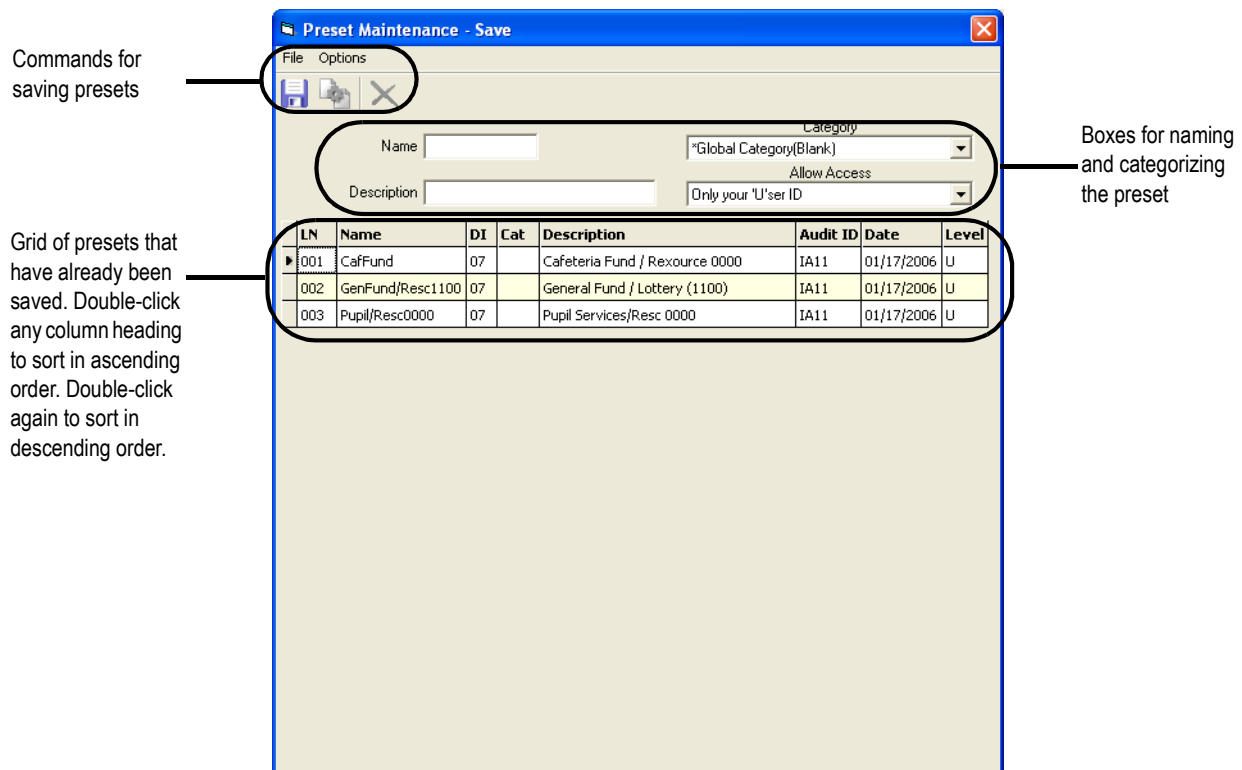 Preset Maintenance - Save
File Options
Commands for
saving presets
Name
Category
*Global Category(Blank)
Description
Allow Access
Only your 'U'ser ID
Boxes for naming
and categorizing
the preset
Grid of presets that
have already been
saved. Double-click
any column heading
to sort in ascending
order. Double-click
again to sort in
descending order.
LN Name DI Cat Description Audit ID Date Level
001 CafFund 07 Cafeteria Fund / Rexource 0000 IA11 01/17/2006 U
002 GenFund/Resc1100 07 General Fund / Lottery (1100) IA11 01/17/2006 U
003 Pupil/Resc0000 07 Pupil Services/Resc 0000 IA11 01/17/2006 U